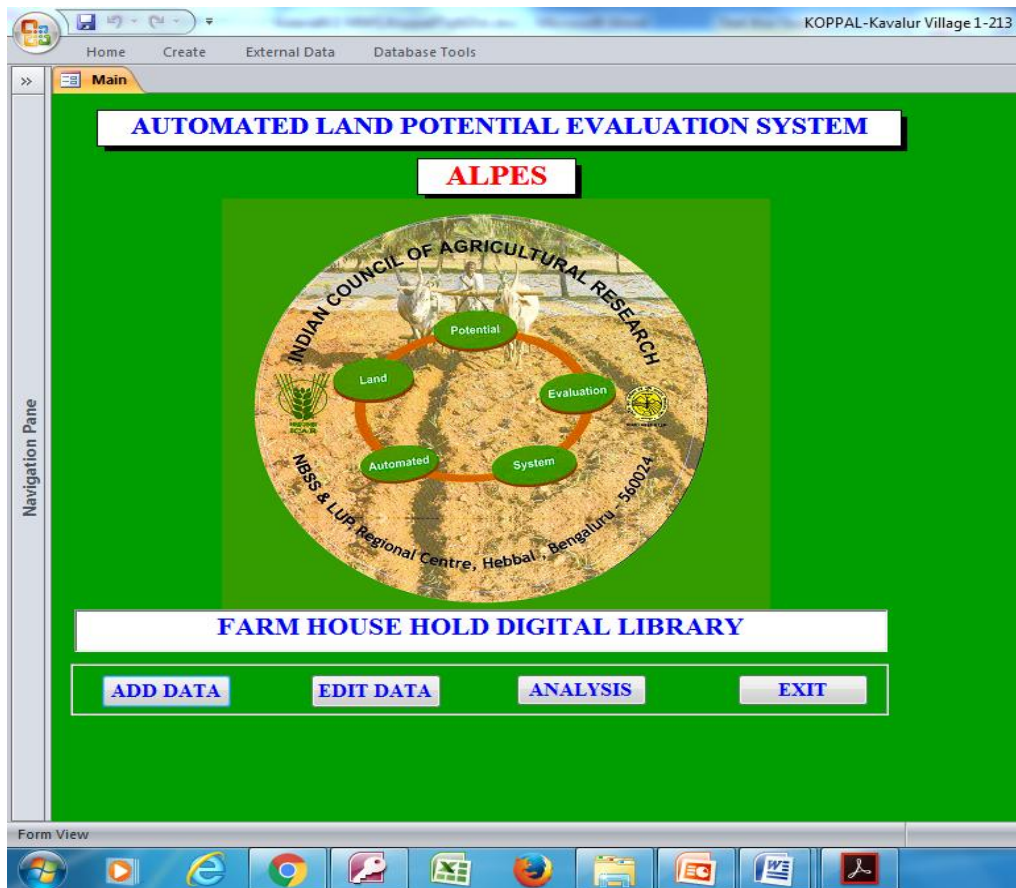 KOPPAL-Kavalur Village 1-213
Home Create External Data Database Tools
» Main
Navigation Pane
AUTOMATED LAND POTENTIAL EVALUATION SYSTEM
ALPES
INDIAN COUNCIL OF AGRICULTURAL RESEARCH
Potential
Land
Evaluation
ICAR
Automated
System
NBSS & LUP, Regional Centre, Hebbal , Bengaluru - 560024
FARM HOUSE HOLD DIGITAL LIBRARY
ADD DATA EDIT DATA ANALYSIS EXIT
Form View